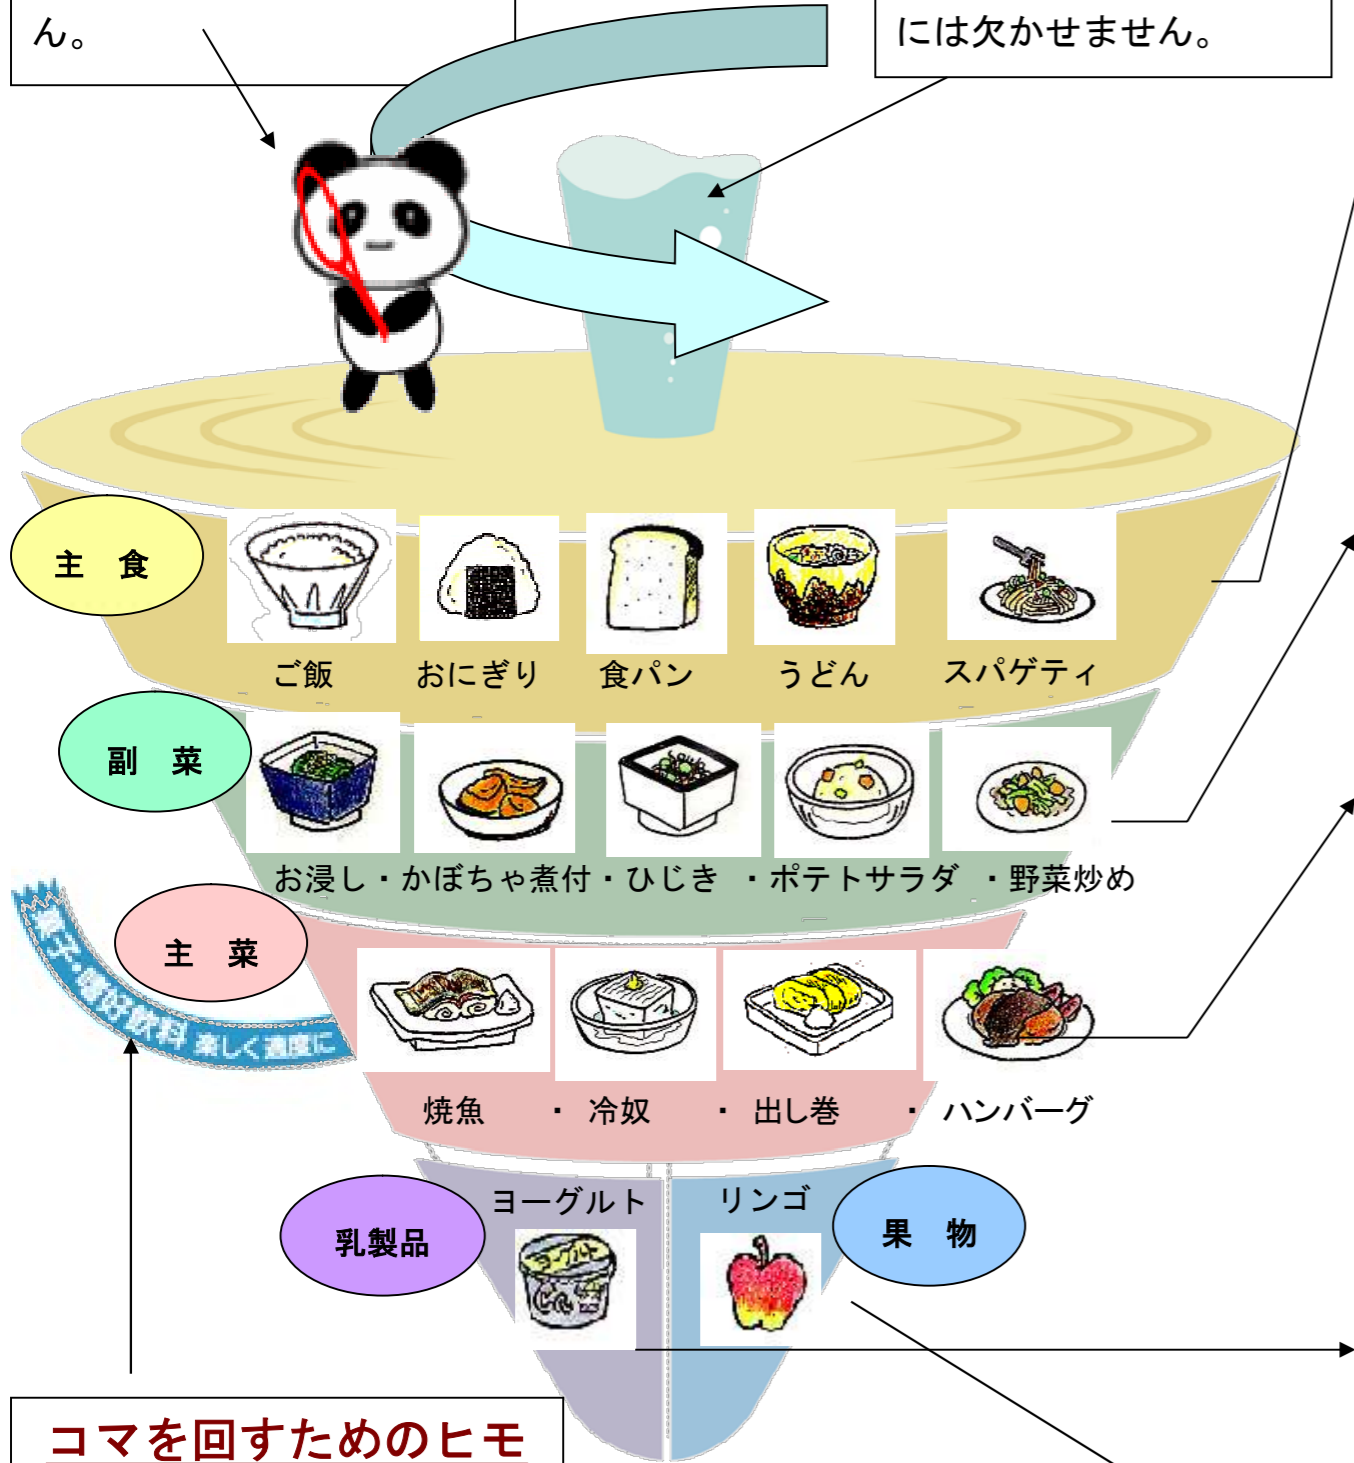 ん。
には欠かせません。
主 食
ご飯 おにぎり 食パン うどん スパゲティ
副 菜
お浸し・かぼちゃ煮付・ひじき ・ポテトサラダ ・野菜炒め
主 菜
菓子・嗜好飲料 楽しく適度に
焼魚 ・ 冷奴 ・ 出し巻 ・ ハンバーグ
ヨーグルト リンゴ
乳製品
果 物
ヨーグルト
コマを回すためのヒモ